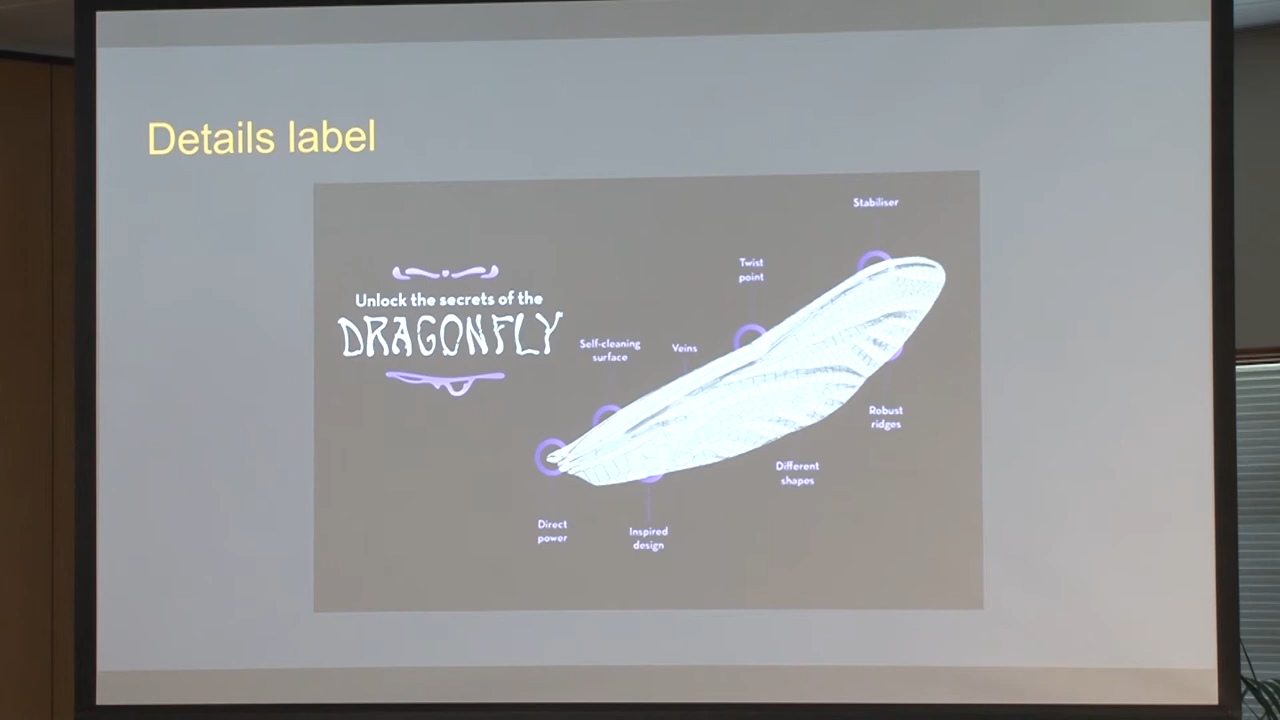 Details label
Unlock the secrets of the
DRAGONFLY
Stabiliser
Twist
point
Self-cleaning
surface
Veins
Robust
ridges
Different
shapes
Direct
power
Inspired
design